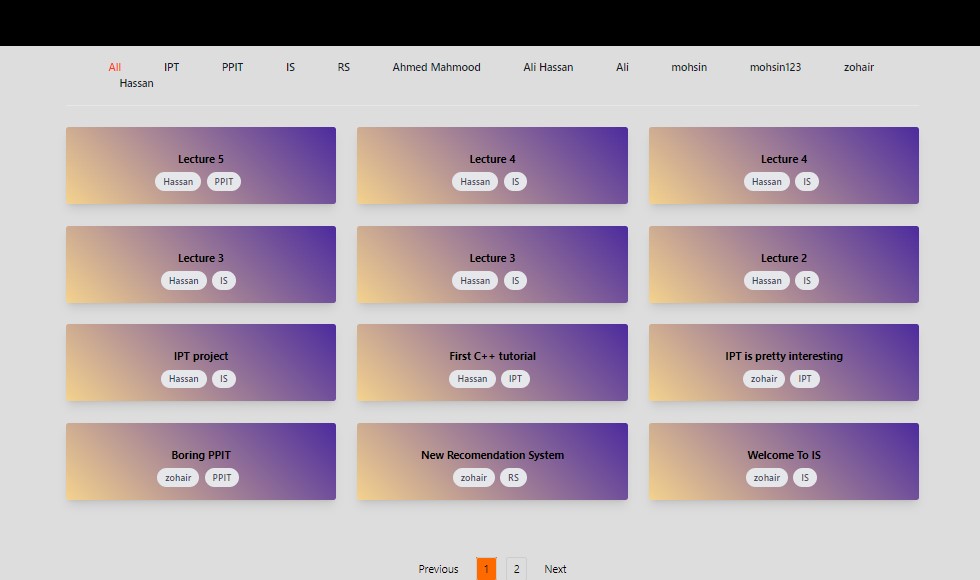 All IPT PPIT IS RS Ahmed Mahmood Ali Hassan Ali mohsin mohsin123 zohair
Hassan
Lecture 5
Hassan PPIT
Lecture 4
Hassan IS
Lecture 4
Hassan IS
Lecture 3
Hassan IS
Lecture 3
Hassan IS
Lecture 2
Hassan IS
IPT project
Hassan IS
First C++ tutorial
Hassan IPT
IPT is pretty interesting
zohair IPT
Boring PPIT
zohair PPIT
New Recomendation System
zohair RS
Welcome To IS
zohair IS
Previous 1 2 Next